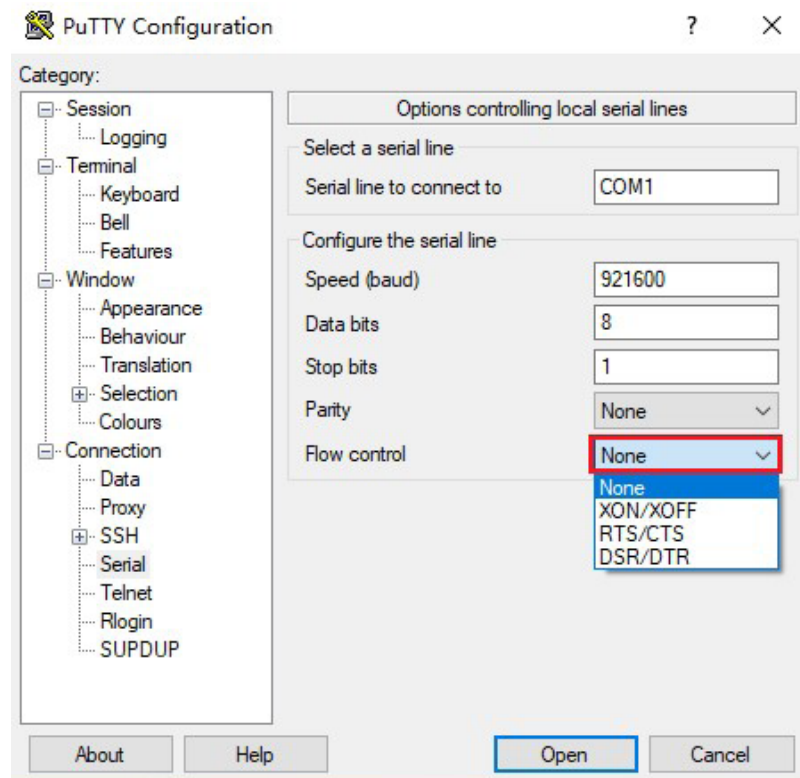 PuTTY Configuration
?
Category:
Session
Logging
Terminal
Keyboard
Bell
Features
Window
Appearance
Behaviour
Translation
Selection
Colours
Connection
Data
Proxy
SSH
Serial
Telnet
Rlogin
SUPDUP
Options controlling local serial lines
Select a serial line
Serial line to connect to COM1
Configure the serial line
Speed (baud) 921600
Data bits 8
Stop bits 1
Parity None
Flow control None
None
XON/XOFF
RTS/CTS
DSR/DTR
About Help Open Cancel